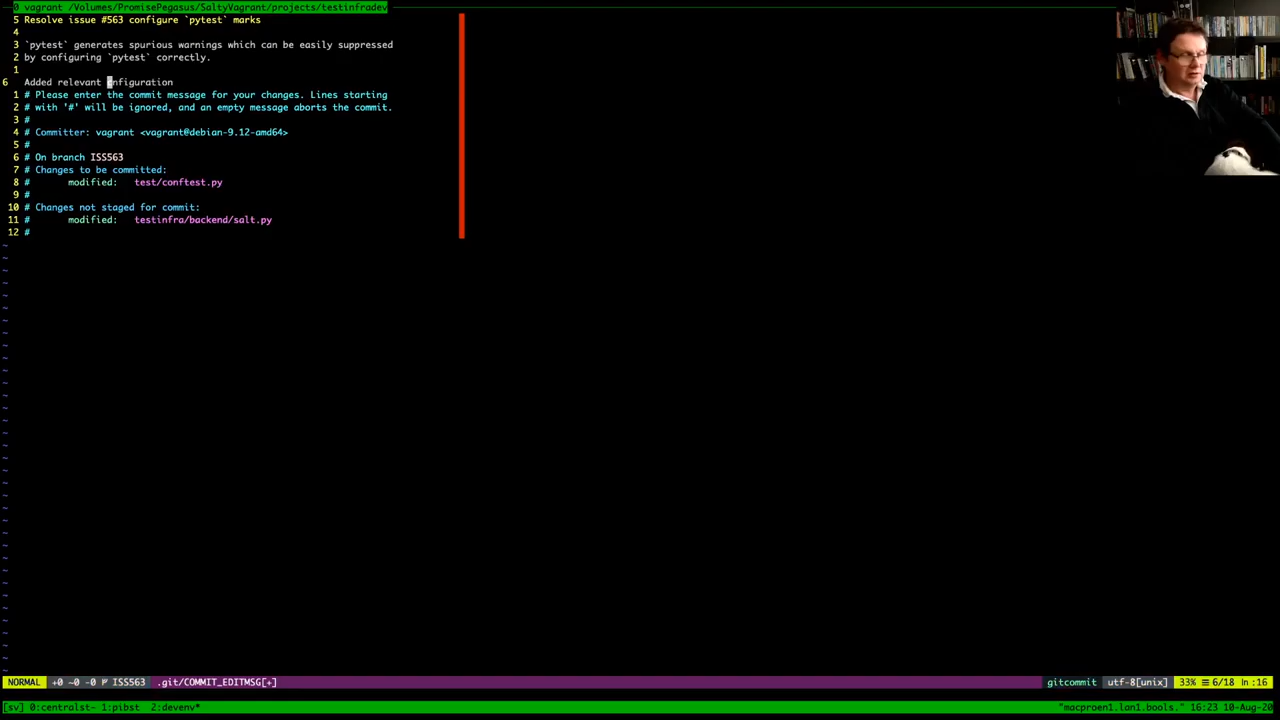 0 vagrant /Volumes/PromisePegasus/SaltyVagrant/projects/testinfradev
5 Resolve issue #563 configure `pytest` marks
4
3 `pytest` generates spurious warnings which can be easily suppressed
2 by configuring `pytest` correctly.
1
6 Added relevant cnfiguration
1 # Please enter the commit message for your changes. Lines starting
2 # with '#' will be ignored, and an empty message aborts the commit.
3 #
4 # Committer: vagrant <vagrant@debian-9.12-amd64>
5 #
6 # On branch ISS563
7 # Changes to be committed:
8 # modified: test/conftest.py
9 #
10 # Changes not staged for commit:
11 # modified: testinfra/backend/salt.py
12 #
NORMAL +0 ~0 -0 ISS563 .git/COMMIT_EDITMSG[+] gitcommit utf-8[unix] 33% ≡ 6/18 ln :16
[sv] 0:centralst- 1:pibst 2:devenv* "macproen1.lan1.bools." 16:23 10-Aug-20